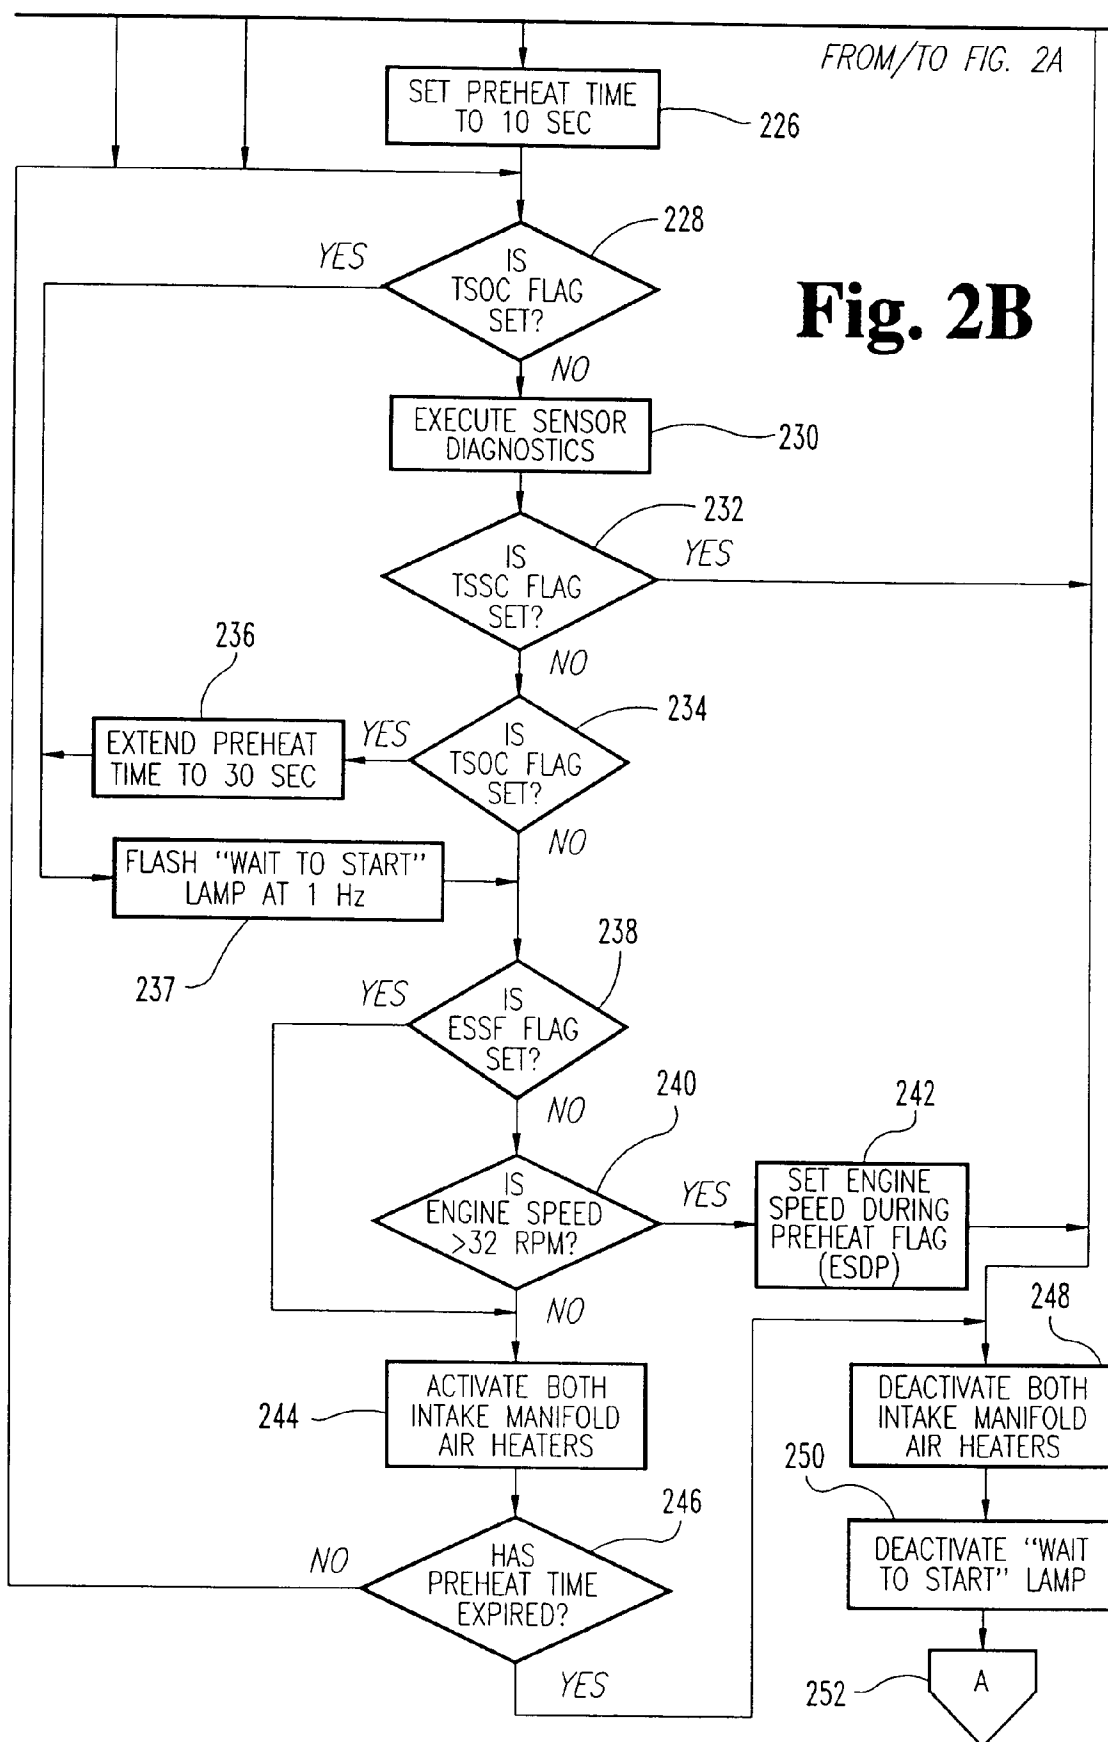 FROM/TO FIG. 2A
SET PREHEAT TIME
TO 10 SEC
226
228
YES
IS
TSOC FLAG
SET?
Fig. 2B
NO
EXECUTE SENSOR
DIAGNOSTICS
230
232
IS
TSSC FLAG
SET?
YES
NO
236
234
EXTEND PREHEAT
TIME TO 30 SEC
YES
IS
TSOC FLAG
SET?
NO
FLASH "WAIT TO START"
LAMP AT 1 Hz
237
238
YES
IS
ESSF FLAG
SET?
NO
240
242
IS
ENGINE SPEED
>32 RPM?
YES
SET ENGINE
SPEED DURING
PREHEAT FLAG
(ESDP)
NO
248
244
ACTIVATE BOTH
INTAKE MANIFOLD
AIR HEATERS
DEACTIVATE BOTH
INTAKE MANIFOLD
AIR HEATERS
250
246
NO
HAS
PREHEAT TIME
EXPIRED?
DEACTIVATE "WAIT
TO START" LAMP
YES
252
A